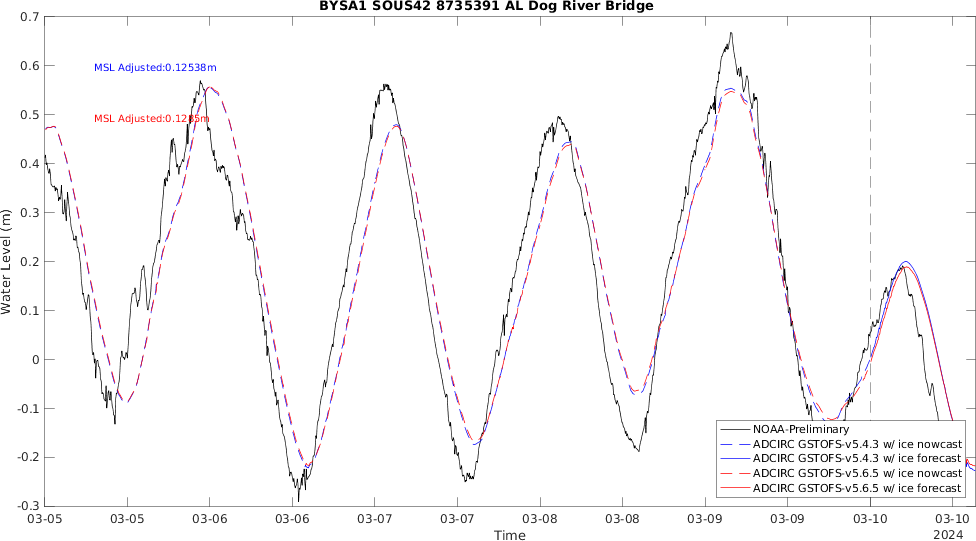 BYSA1 SOUS42 8735391 AL Dog River Bridge
0.7
0.6
0.5
0.4
0.3
0.2
0.1
0
-0.1
-0.2
-0.3
Water Level (m)
MSL Adjusted:0.12538m
MSL Adjusted:0.1285m
NOAA-Preliminary
ADCIRC GSTOFS-v5.4.3 w/ ice nowcast
ADCIRC GSTOFS-v5.4.3 w/ ice forecast
ADCIRC GSTOFS-v5.6.5 w/ ice nowcast
ADCIRC GSTOFS-v5.6.5 w/ ice forecast
03-05 03-05 03-06 03-06 03-07 03-07 03-08 03-08 03-09 03-09 03-10 03-10
2024
Time